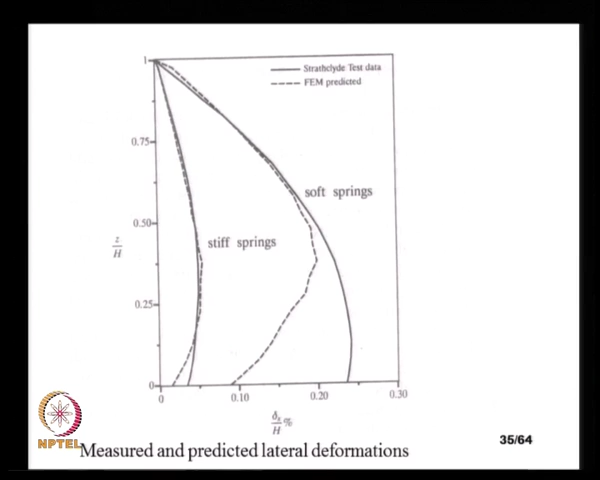 1
Strathclyde Test data
FEM predicted
0.75
soft springs
0.50
z
H
stiff springs
0.25
0
0
0.10
0.20
0.30
%
H
NPTEL
Measured and predicted lateral deformations
35/64